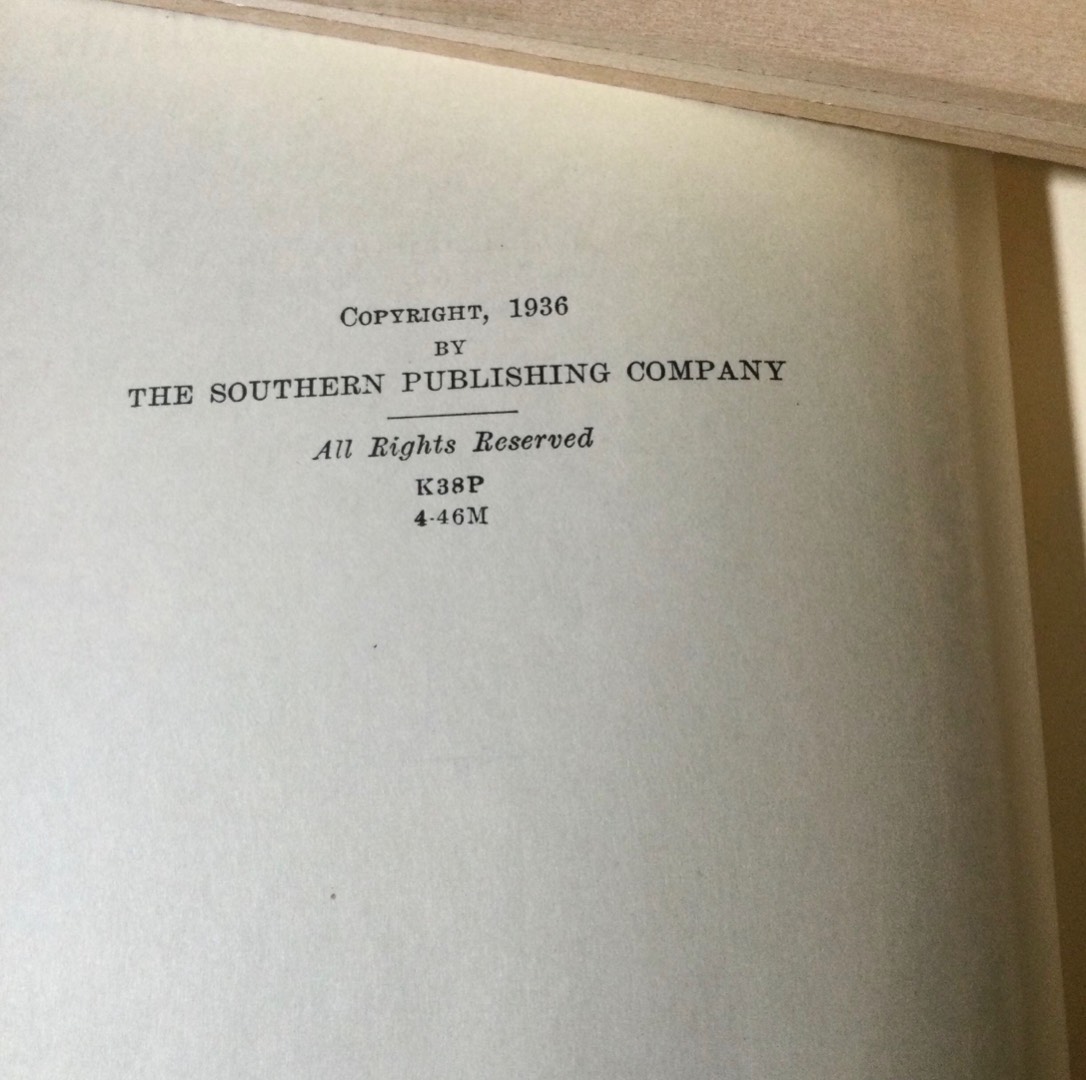 COPYRIGHT, 1936
BY
THE SOUTHERN PUBLISHING COMPANY
All Rights Reserved
K38P
4-46M